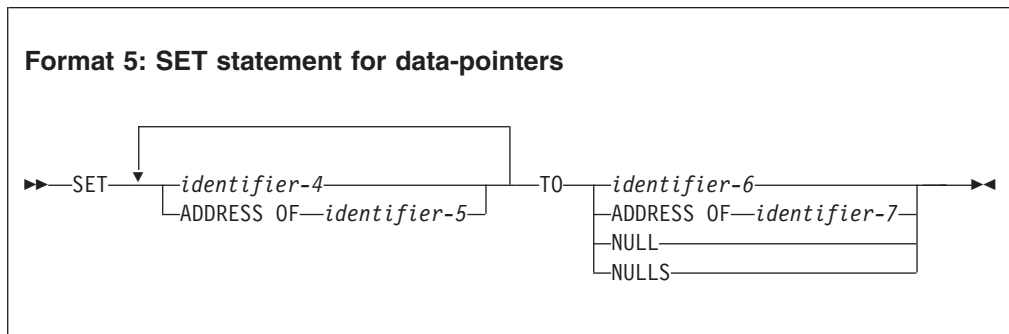 Format 5: SET statement for data-pointers
SET identifier-4 TO identifier-6
ADDRESS OF identifier-5 ADDRESS OF identifier-7
NULL
NULLS